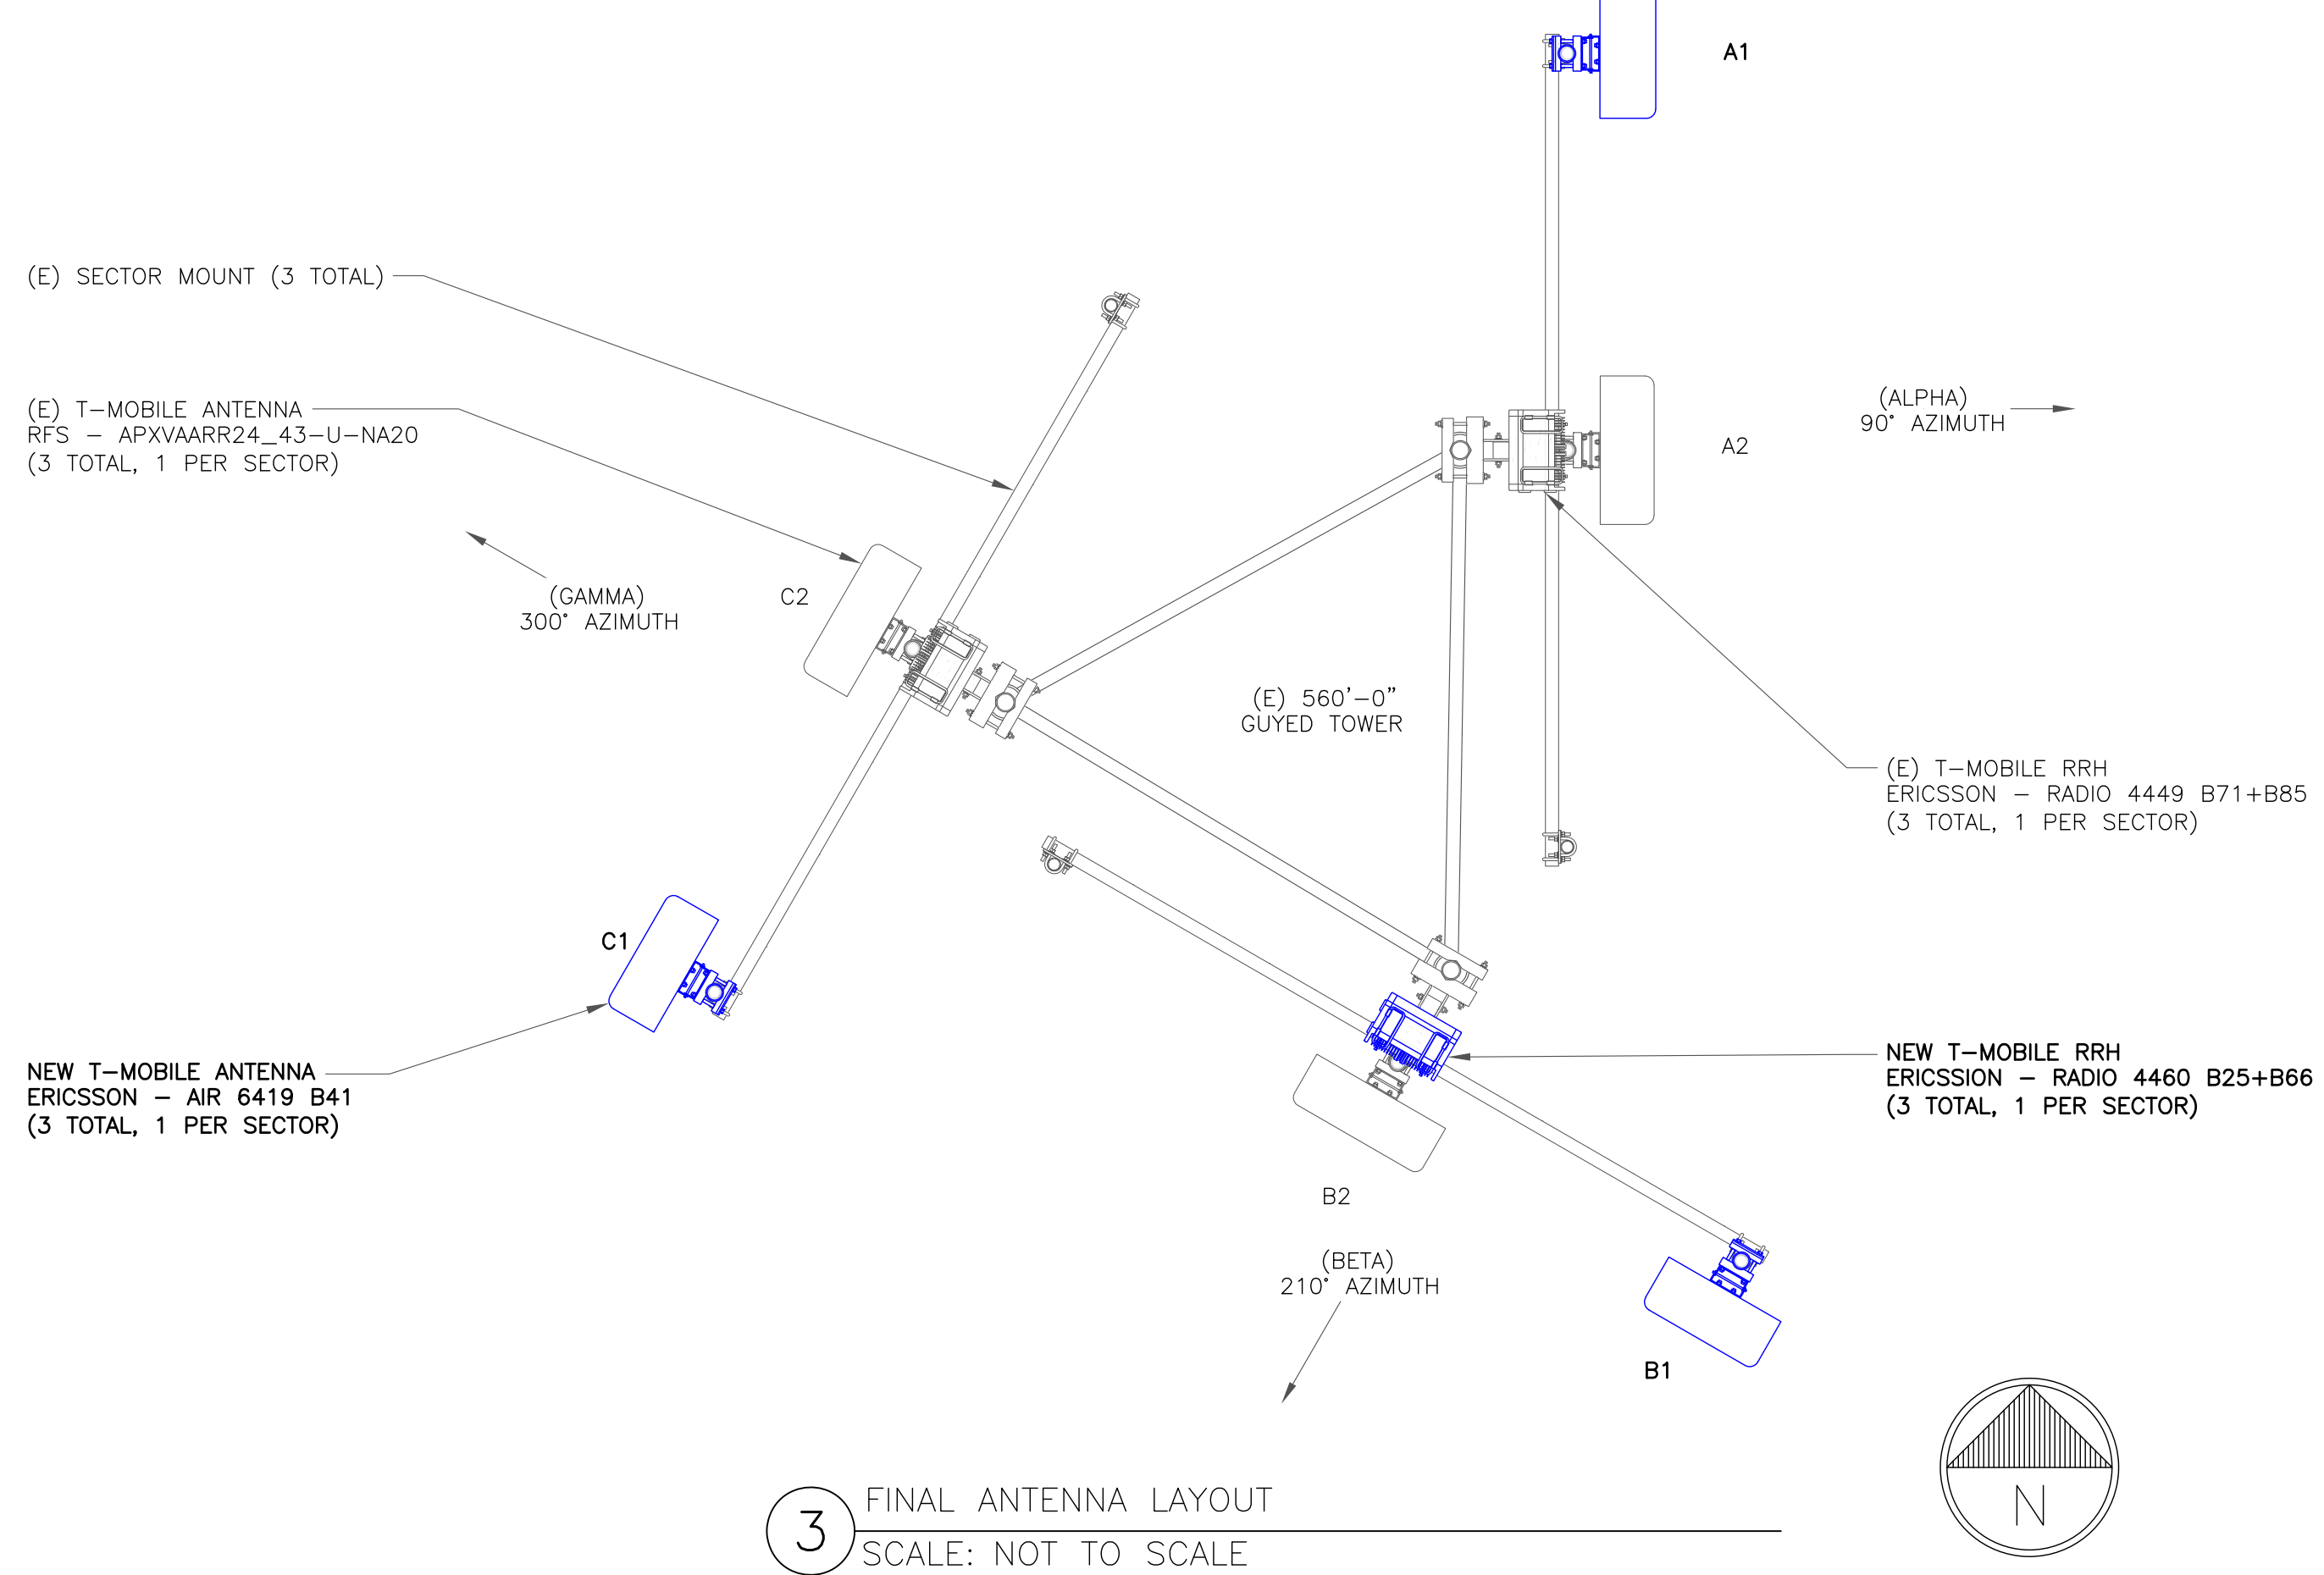 A1
(E) SECTOR MOUNT (3 TOTAL)
(E) T-MOBILE ANTENNA
RFS - APXVAARR24_43-U-NA20
(3 TOTAL, 1 PER SECTOR)
(ALPHA)
90° AZIMUTH
A2
(GAMMA)
300° AZIMUTH
C2
(E) 560'-0"
GUYED TOWER
(E) T-MOBILE RRH
ERICSSON - RADIO 4449 B71+B85
(3 TOTAL, 1 PER SECTOR)
C1
NEW T-MOBILE ANTENNA
ERICSSON - AIR 6419 B41
(3 TOTAL, 1 PER SECTOR)
NEW T-MOBILE RRH
ERICSSION - RADIO 4460 B25+B66
(3 TOTAL, 1 PER SECTOR)
B2
(BETA)
210° AZIMUTH
B1
3
FINAL ANTENNA LAYOUT
SCALE: NOT TO SCALE
N